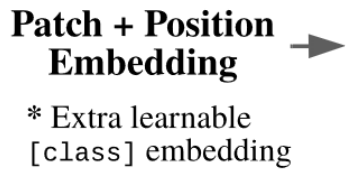 Patch + Position
Embedding
* Extra learnable
[class] embedding